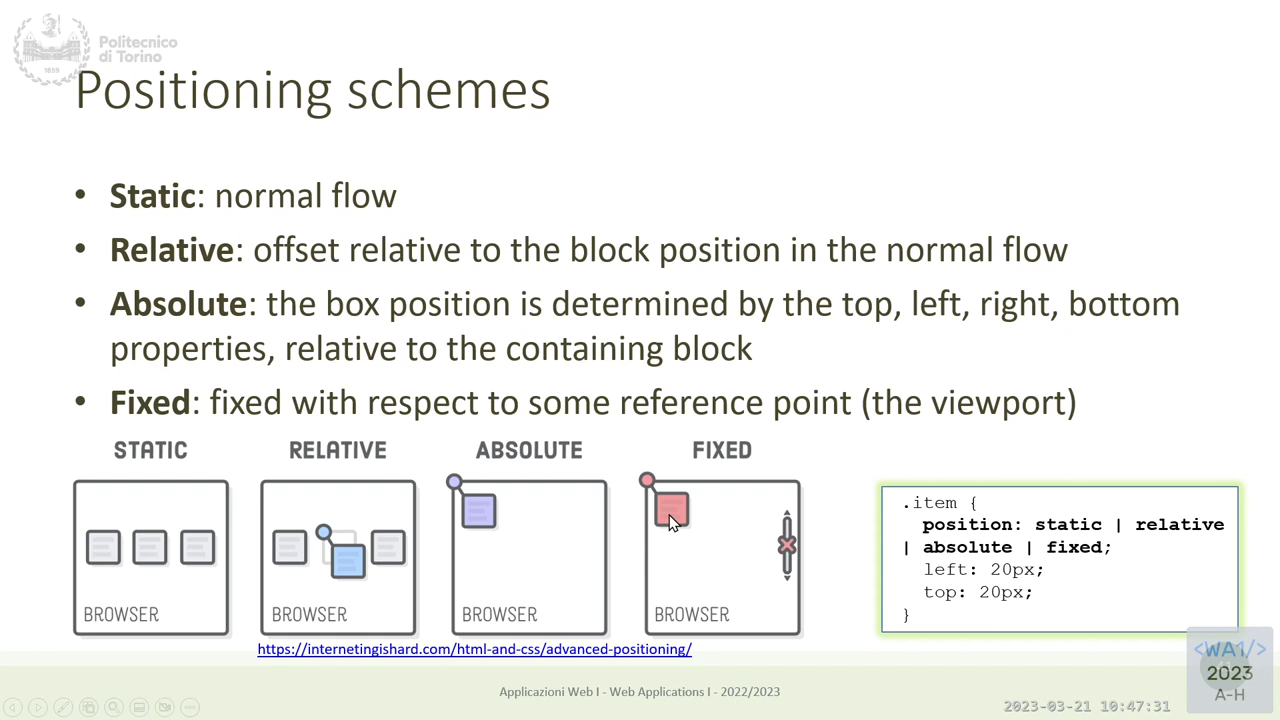 Politecnico
di Torino
1859
Positioning schemes
• Static: normal flow
• Relative: offset relative to the block position in the normal flow
• Absolute: the box position is determined by the top, left, right, bottom
properties, relative to the containing block
• Fixed: fixed with respect to some reference point (the viewport)
STATIC RELATIVE ABSOLUTE FIXED
BROWSER BROWSER BROWSER BROWSER
.item {
position: static | relative
| absolute | fixed;
left: 20px;
top: 20px;
}
https://internetingishard.com/html-and-css/advanced-positioning/
Applicazioni Web I - Web Applications I - 2022/2023
2023-03-21 10:47:31
<WA1/>
2023
A-H